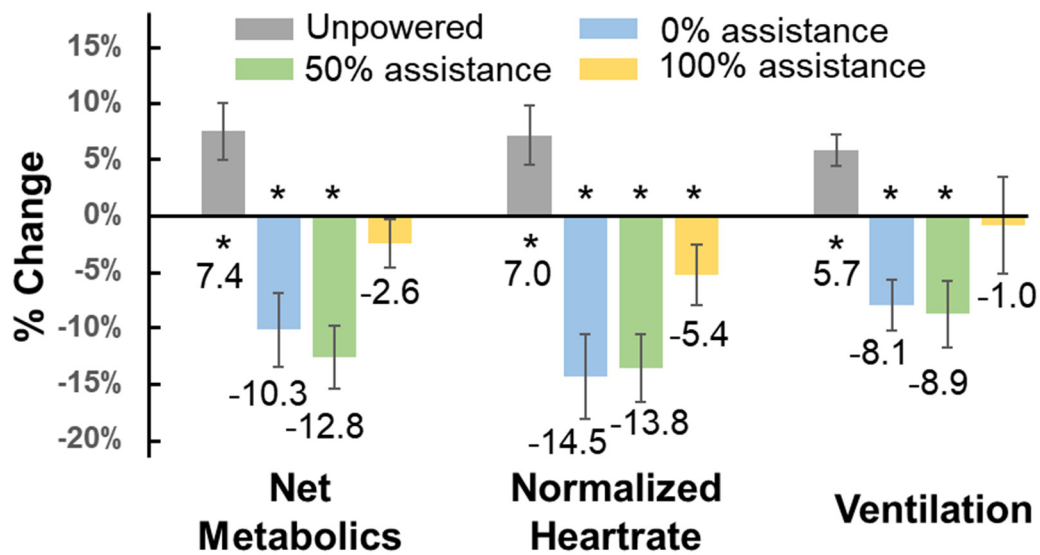 Unpowered
0% assistance
50% assistance
100% assistance
% Change
15%
10%
5%
0%
-5%
-10%
-15%
-20%
* * *
7.4
-10.3
-12.8
-2.6
* * * *
7.0
-14.5
-13.8
-5.4
* * *
5.7
-8.1
-8.9
-1.0
Net
Metabolics
Normalized
Heartrate
Ventilation